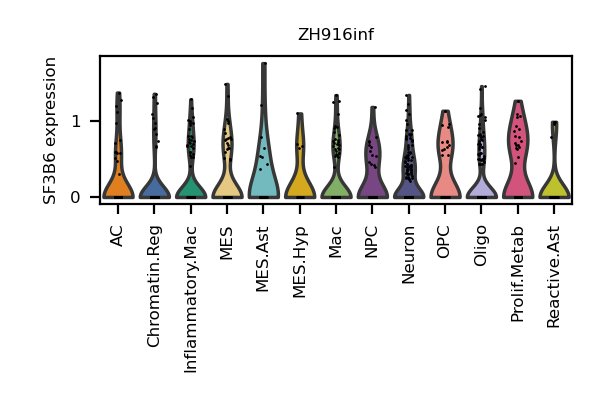 ZH916inf
SF3B6 expression
1
0
AC
Chromatin.Reg
Inflammatory.Mac
MES
MES.Ast
MES.Hyp
Mac
NPC
Neuron
OPC
Oligo
Prolif.Metab
Reactive.Ast